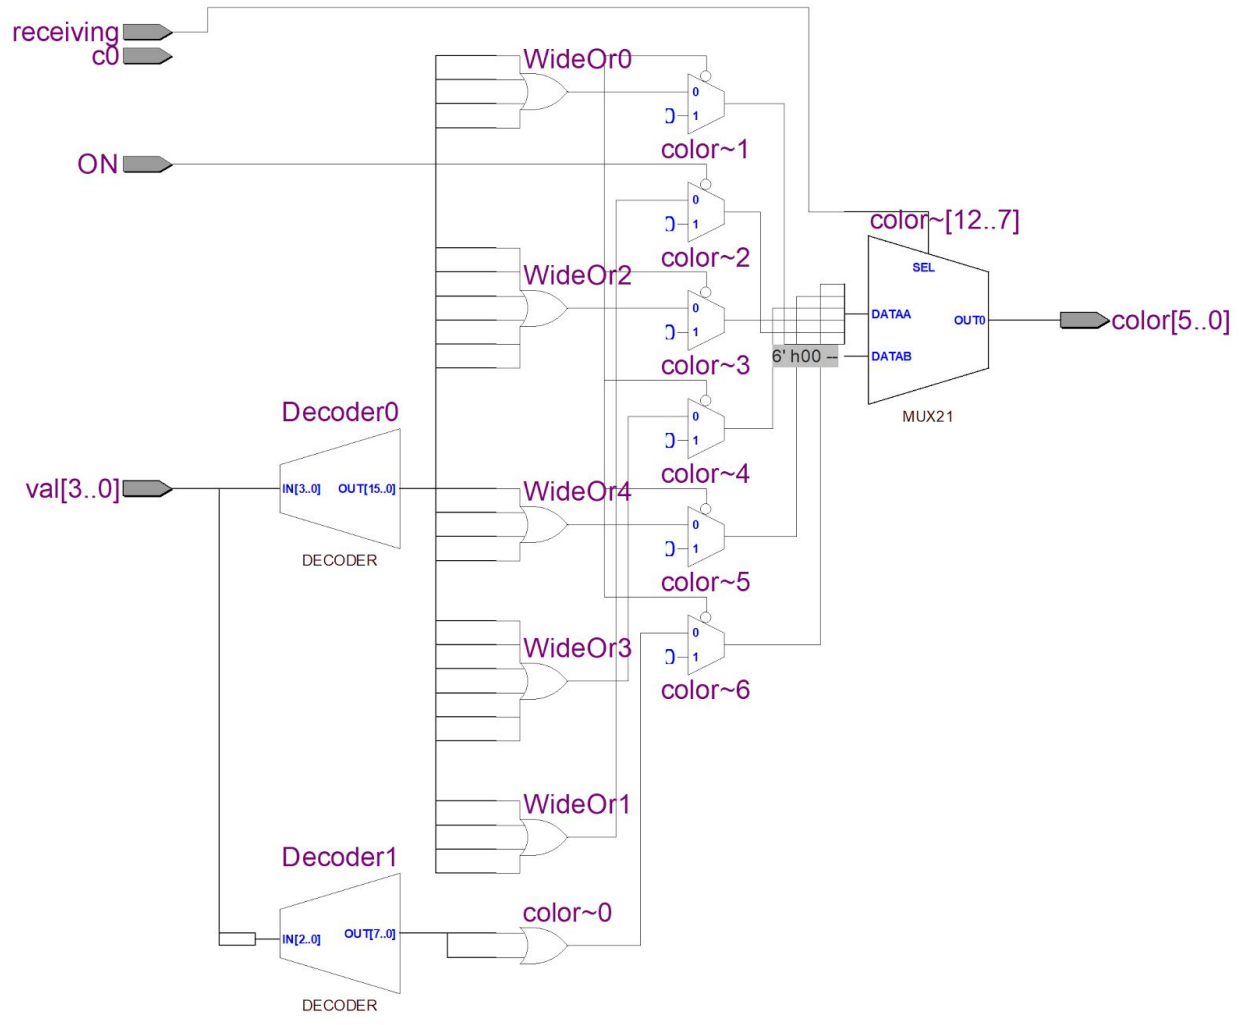 receiving
c0
ON
val[3..0]
WideOr0
0
1
color~1
0
1
color~2
WideOr2
0
1
color~3
color~[12..7]
SEL
DATAA
OUT0
6' h00 --
DATAB
MUX21
color[5..0]
Decoder0
IN[3..0]
OUT[15..0]
DECODER
0
1
color~4
WideOr4
0
1
color~5
WideOr3
0
1
color~6
WideOr1
Decoder1
IN[2..0]
OUT[7..0]
DECODER
color~0